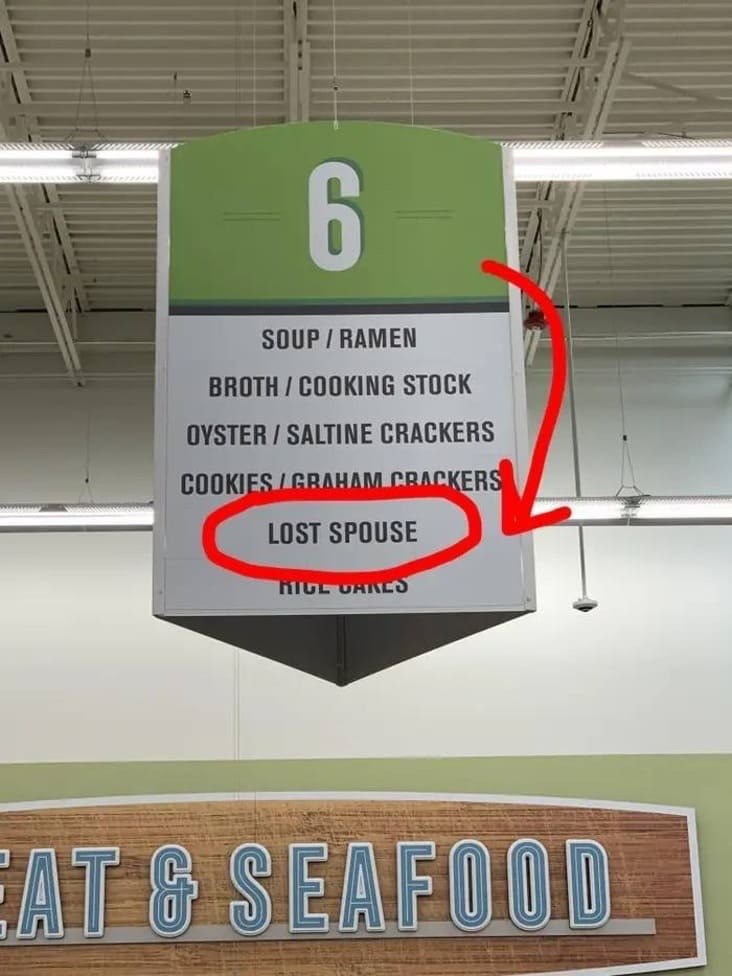 6
SOUP / RAMEN
BROTH / COOKING STOCK
OYSTER / SALTINE CRACKERS
COOKIES / GRAHAM CRACKERS
LOST SPOUSE
RICE CAKES
EAT & SEAFOOD